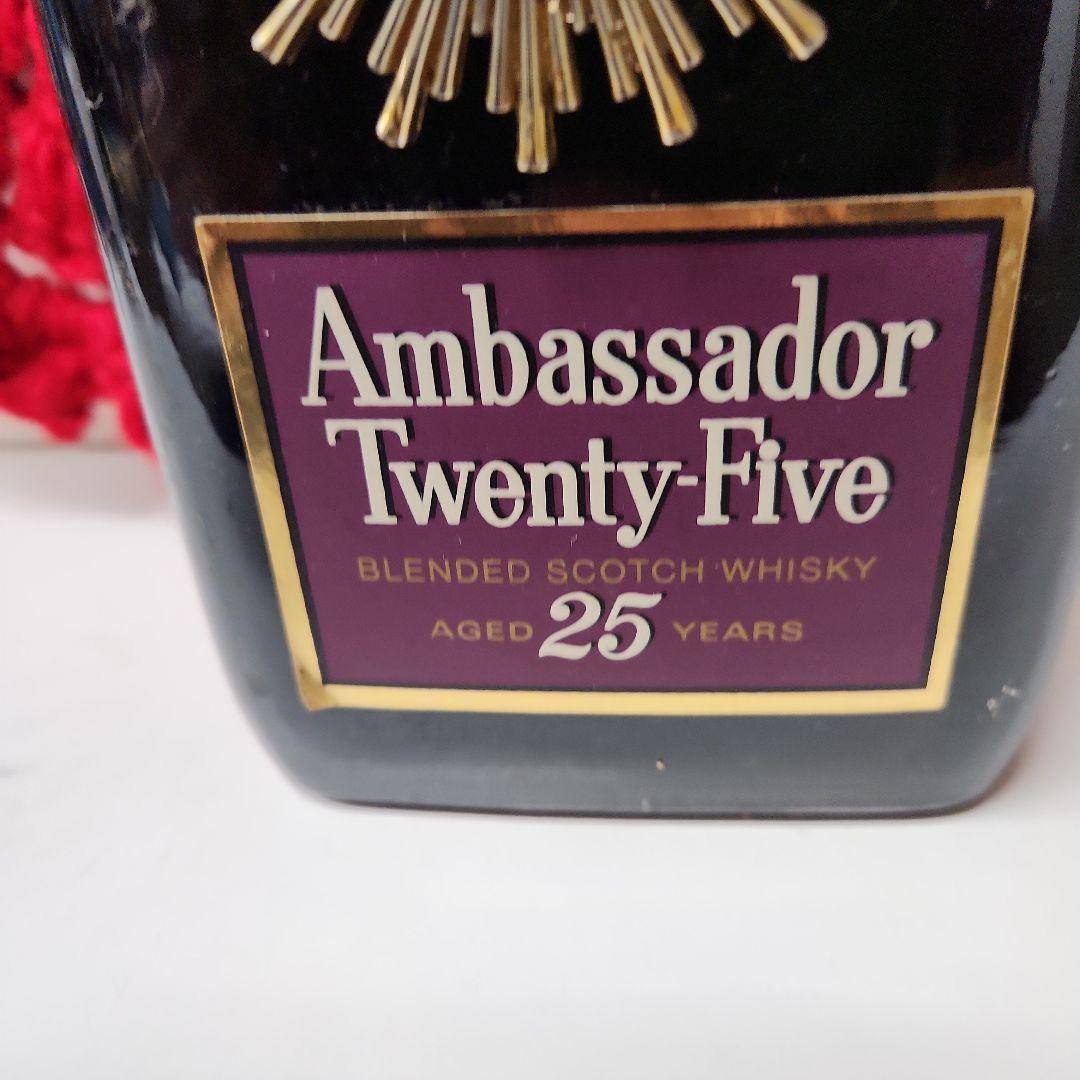 Ambassador
Twenty-Five
BLENDED SCOTCH WHISKY
AGED 25 YEARS